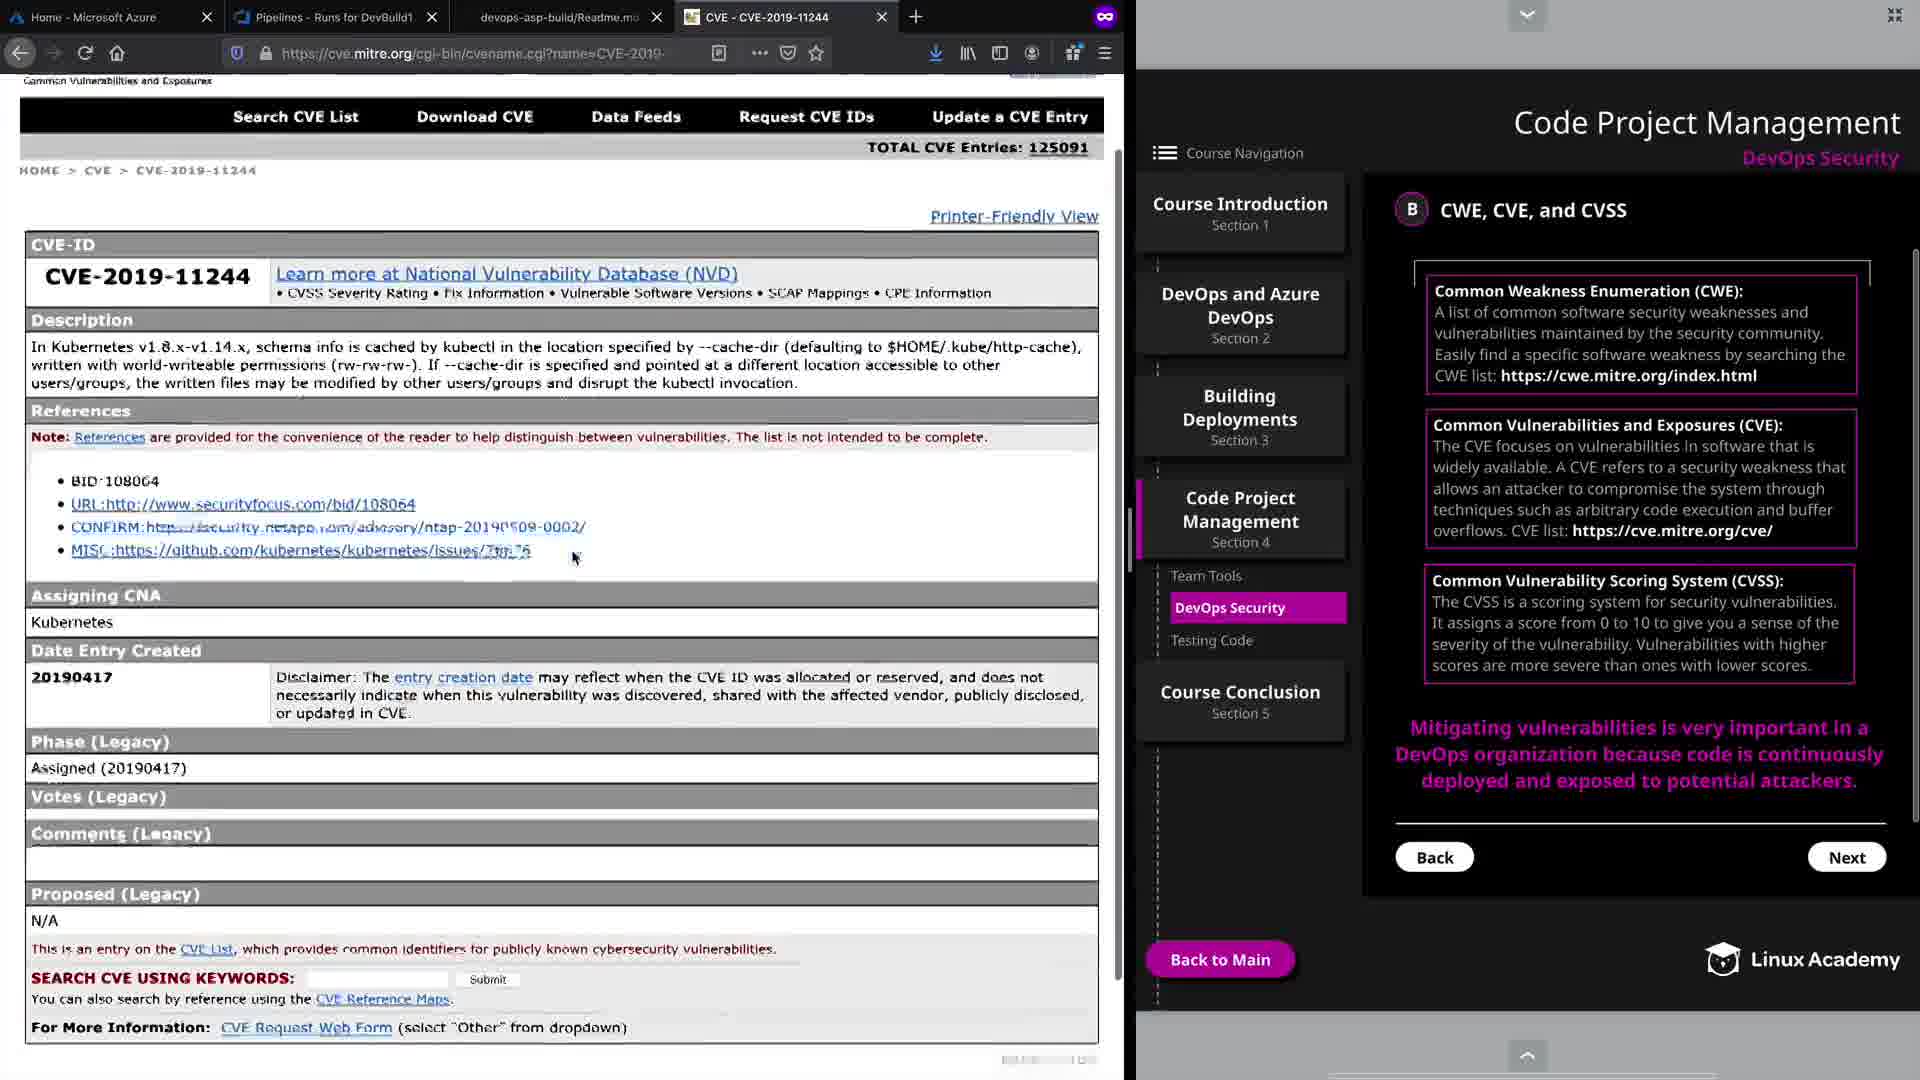 Home - Microsoft Azure
Pipelines - Runs for DevBuild1
devops-asp-build/Readme.mo
CVE - CVE-2019-11244
https://cve.mitre.org/cgi-bin/cvename.cgi?name=CVE-2019-
Common Vulnerabilities and Exposures
Search CVE List Download CVE Data Feeds Request CVE IDs Update a CVE Entry
TOTAL CVE Entries: 125091
HOME > CVE > CVE-2019-11244
Printer-Friendly View
CVE-ID
CVE-2019-11244
Learn more at National Vulnerability Database (NVD)
• CVSS Severity Rating • Fix Information • Vulnerable Software Versions • SCAP Mappings • CPE Information
Description
In Kubernetes v1.8.x-v1.14.x, schema info is cached by kubectl in the location specified by --cache-dir (defaulting to $HOME/.kube/http-cache),
written with world-writeable permissions (rw-rw-rw-). If --cache-dir is specified and pointed at a different location accessible to other
users/groups, the written files may be modified by other users/groups and disrupt the kubectl invocation.
References
Note: References are provided for the convenience of the reader to help distinguish between vulnerabilities. The list is not intended to be complete.
• BID:108064
• URL:http://www.securityfocus.com/bid/108064
• CONFIRM:https://security.netapp.com/advisory/ntap-20190509-0002/
• MISC:https://github.com/kubernetes/kubernetes/issues/
Assigning CNA
Kubernetes
Date Entry Created
20190417
Disclaimer: The entry creation date may reflect when the CVE ID was allocated or reserved, and does not
necessarily indicate when this vulnerability was discovered, shared with the affected vendor, publicly disclosed,
or updated in CVE.
Phase (Legacy)
Assigned (20190417)
Votes (Legacy)
Comments (Legacy)
Proposed (Legacy)
N/A
This is an entry on the CVE List, which provides common identifiers for publicly known cybersecurity vulnerabilities.
SEARCH CVE USING KEYWORDS: Submit
You can also search by reference using the CVE Reference Maps.
For More Information: CVE Request Web Form (select "Other" from dropdown)
Code Project Management
DevOps Security
Course Navigation
Course Introduction
Section 1
DevOps and Azure
DevOps
Section 2
Building
Deployments
Section 3
Code Project
Management
Section 4
Team Tools
DevOps Security
Testing Code
Course Conclusion
Section 5
Back to Main
B CWE, CVE, and CVSS
Common Weakness Enumeration (CWE):
A list of common software security weaknesses and
vulnerabilities maintained by the security community.
Easily find a specific software weakness by searching the
CWE list: https://cwe.mitre.org/index.html
Common Vulnerabilities and Exposures (CVE):
The CVE focuses on vulnerabilities in software that is
widely available. A CVE refers to a security weakness that
allows an attacker to compromise the system through
techniques such as arbitrary code execution and buffer
overflows. CVE list: https://cve.mitre.org/cve/
Common Vulnerability Scoring System (CVSS):
The CVSS is a scoring system for security vulnerabilities.
It assigns a score from 0 to 10 to give you a sense of the
severity of the vulnerability. Vulnerabilities with higher
scores are more severe than ones with lower scores.
Mitigating vulnerabilities is very important in a
DevOps organization because code is continuously
deployed and exposed to potential attackers.
Back
Next
Linux Academy